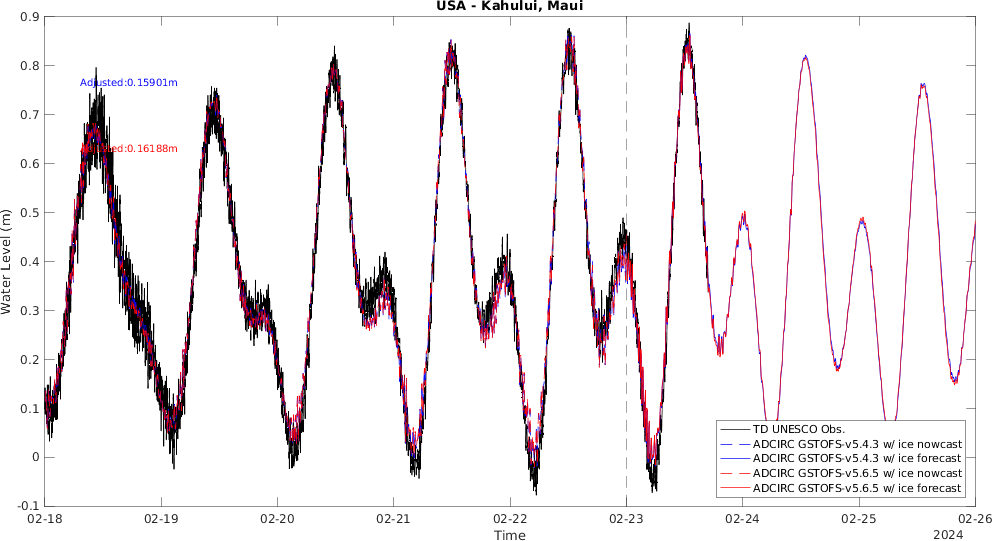 USA - Kahului, Maui
0.9
0.8
0.7
0.6
0.5
0.4
0.3
0.2
0.1
0
-0.1
Water Level (m)
Adjusted:0.15901m
Adjusted:0.16188m
TD UNESCO Obs.
ADCIRC GSTOFS-v5.4.3 w/ ice nowcast
ADCIRC GSTOFS-v5.4.3 w/ ice forecast
ADCIRC GSTOFS-v5.6.5 w/ ice nowcast
ADCIRC GSTOFS-v5.6.5 w/ ice forecast
02-18 02-19 02-20 02-21 02-22 02-23 02-24 02-25 02-26
Time
2024